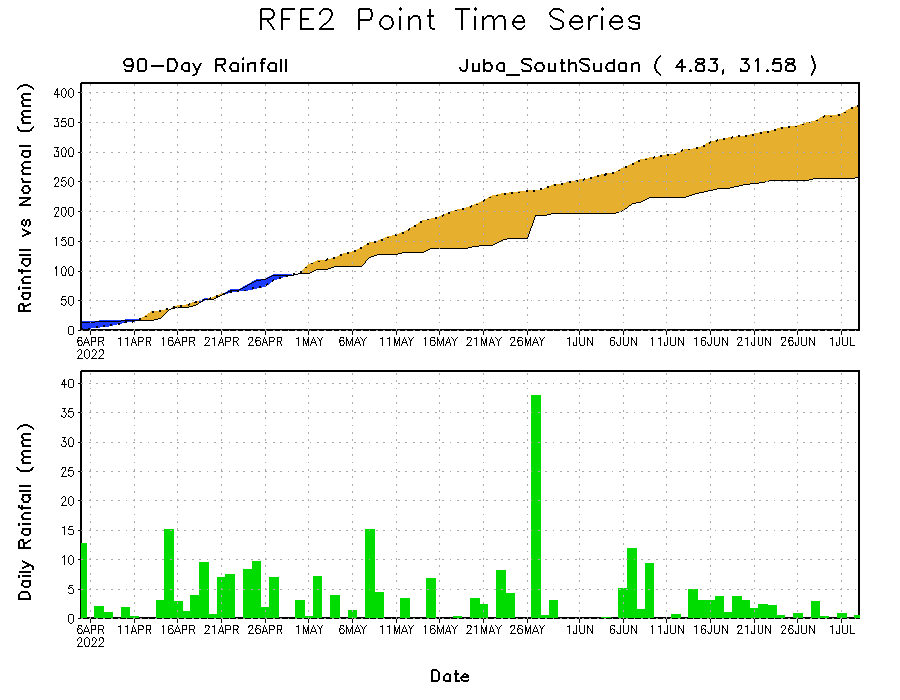 RFE2 Point Time Series
90-Day Rainfall
Juba_SouthSudan ( 4.83, 31.58 )
Rainfall vs Normal (mm)
400
350
300
250
200
150
100
50
0
6APR 11APR 16APR 21APR 26APR 1MAY 6MAY 11MAY 16MAY 21MAY 26MAY 1JUN 6JUN 11JUN 16JUN 21JUN 26JUN 1JUL
2022
Daily Rainfall (mm)
40
35
30
25
20
15
10
5
0
6APR 11APR 16APR 21APR 26APR 1MAY 6MAY 11MAY 16MAY 21MAY 26MAY 1JUN 6JUN 11JUN 16JUN 21JUN 26JUN 1JUL
2022
Date